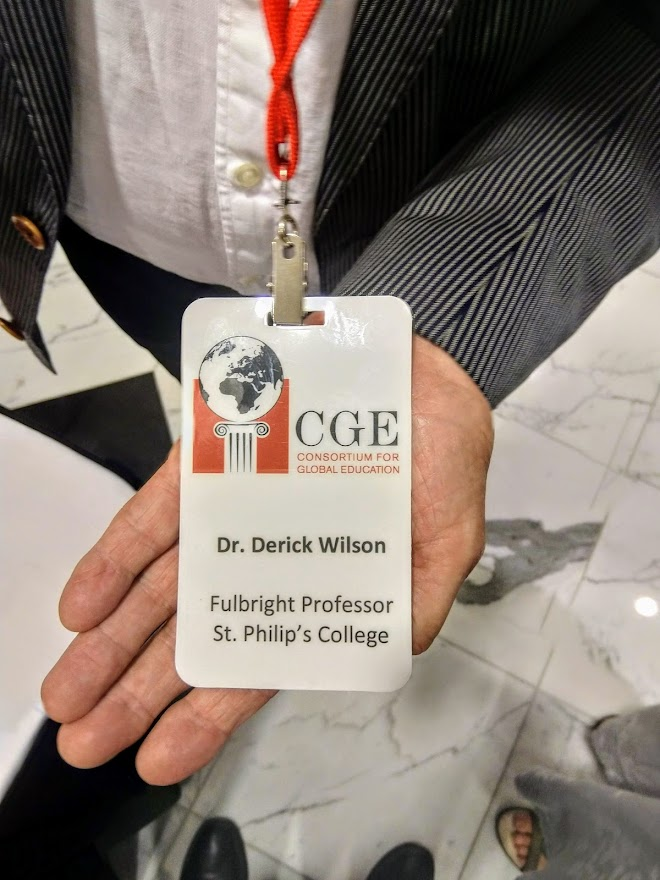 CGE
CONSORTIUM FOR
GLOBAL EDUCATION
Dr. Derick Wilson
Fulbright Professor
St. Philip's College